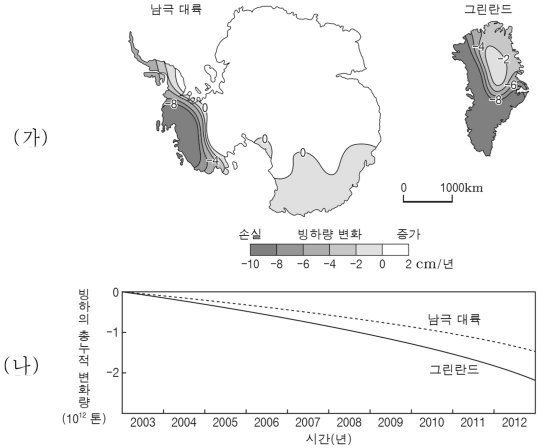 남극 대륙
그린란드
(가)
-8
0
-4
0
0
-4
-2
-6
-8
0 1000km
손실 빙하량 변화 증가
-10 -8 -6 -4 -2 0 2 cm/년
(나)
빙하의 총누적 변화량
(10¹² 톤)
0
-1
-2
남극 대륙
그린란드
2003 2004 2005 2006 2007 2008 2009 2010 2011 2012
시간(년)